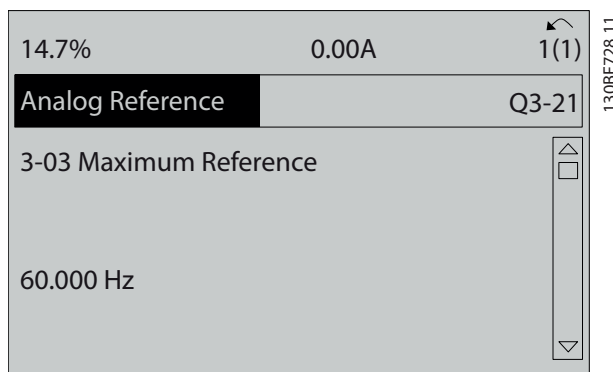 14.7% 0.00A 1(1)
Analog Reference Q3-21
3-03 Maximum Reference
60.000 Hz
130BF728.11